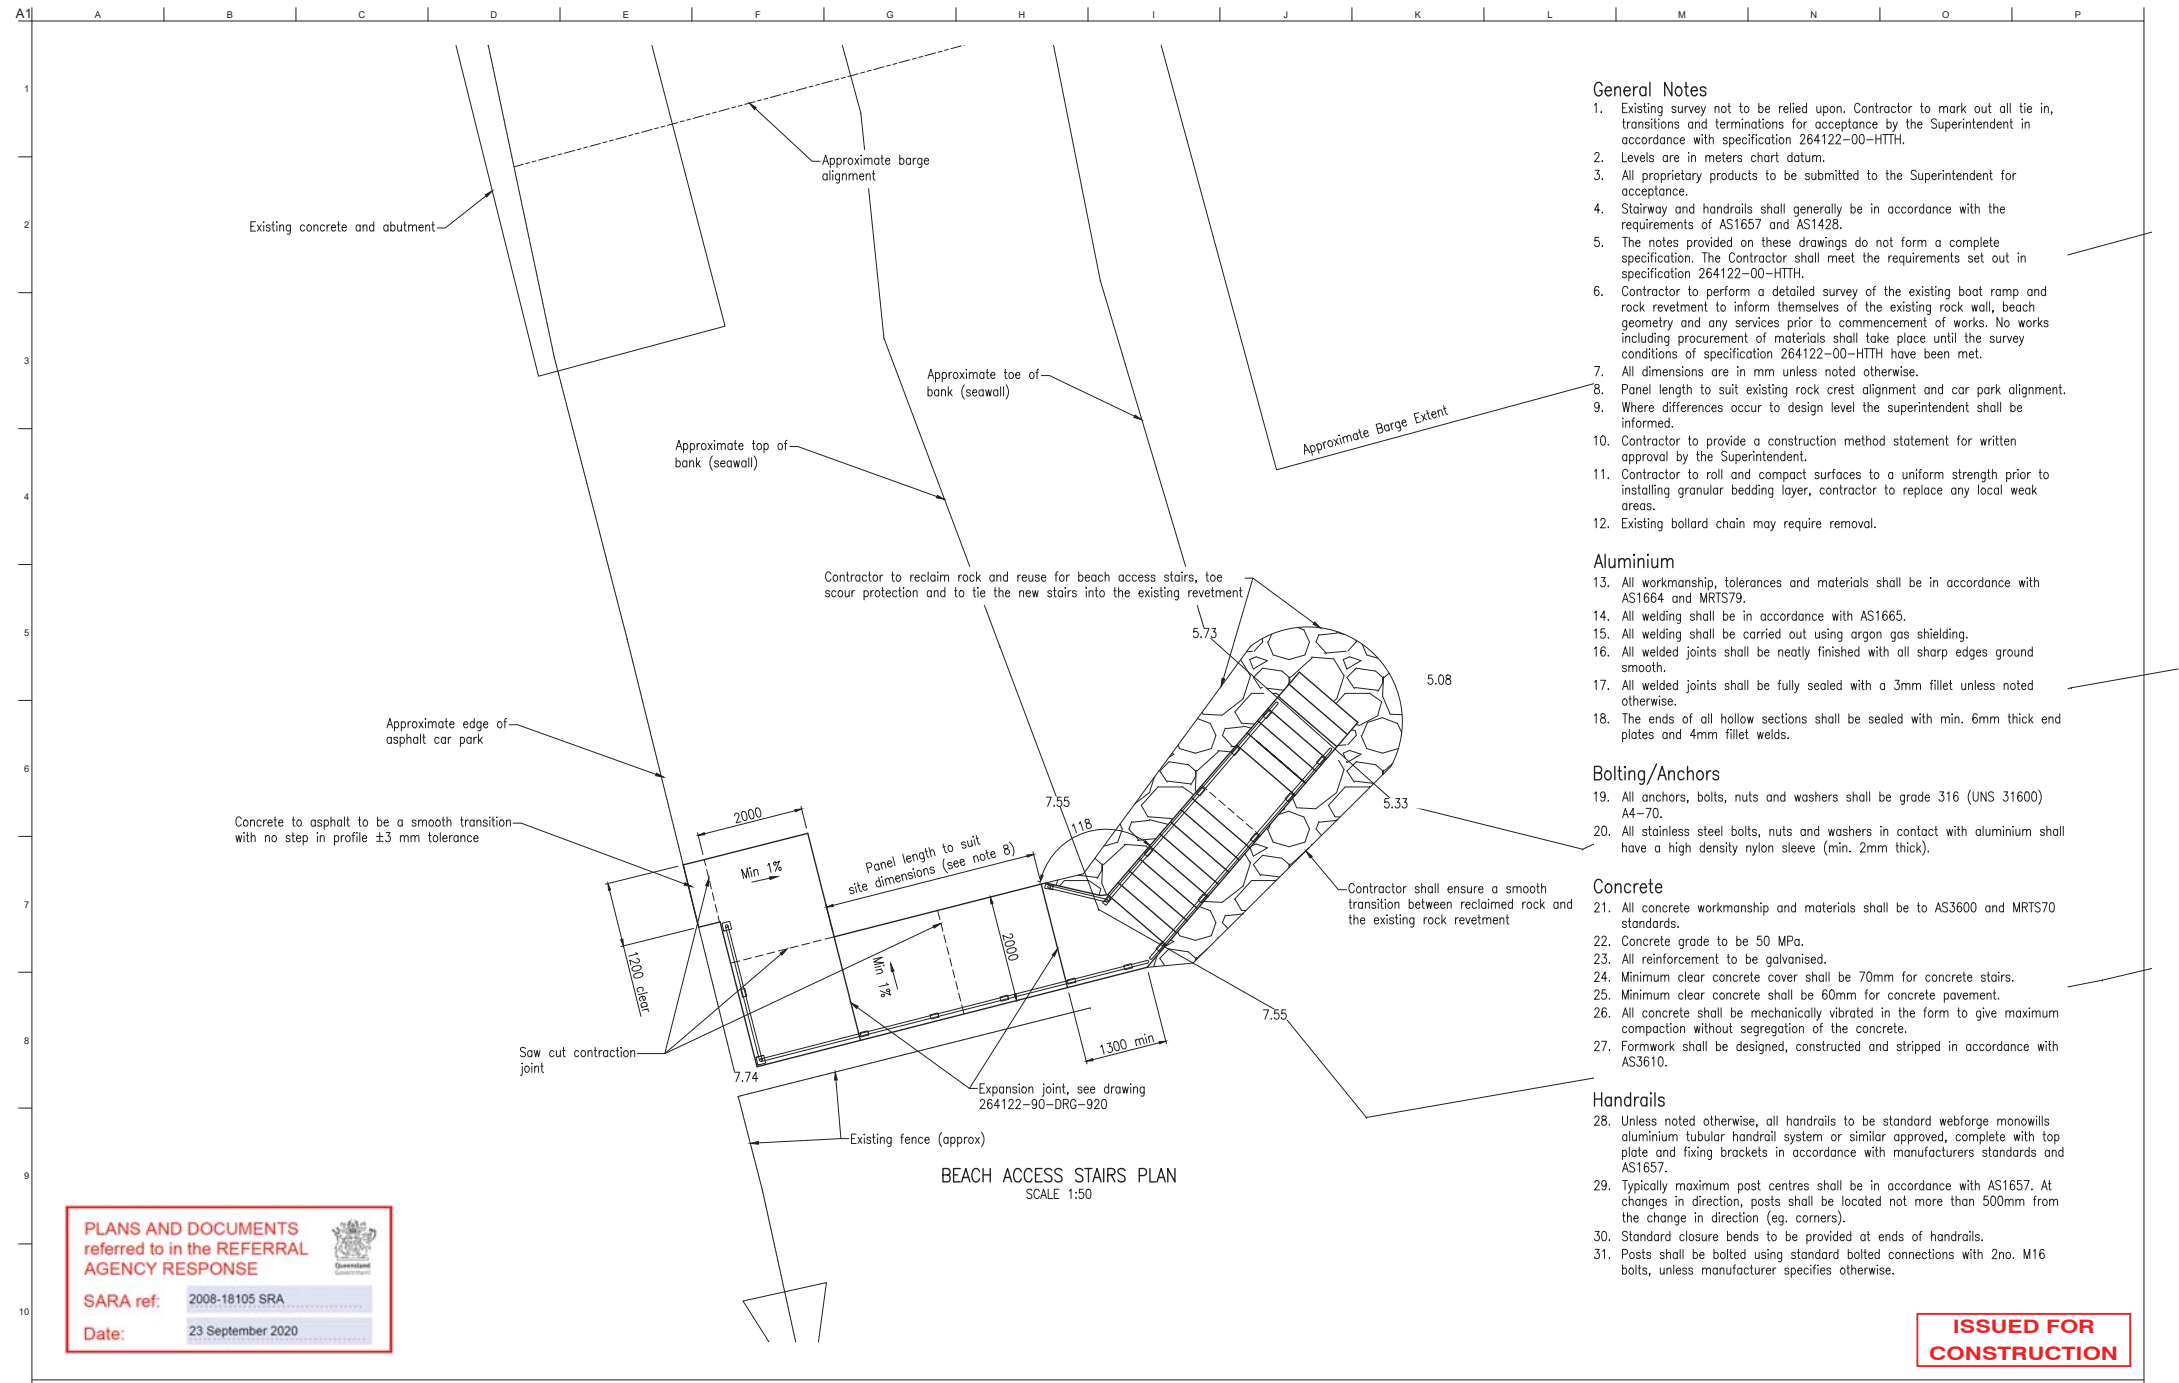 A1
A B C D E F G H I J K L M N O P
1
2
3
4
5
6
7
8
9
10
Approximate barge
alignment
Existing concrete and abutment
Approximate toe of
bank (seawall)
Approximate Barge Extent
Approximate top of
bank (seawall)
Contractor to reclaim rock and reuse for beach access stairs, toe
scour protection and to tie the new stairs into the existing revetment
5.73
5.08
Approximate edge of
asphalt car park
7.55
5.33
118
2000
Concrete to asphalt to be a smooth transition
with no step in profile ±3 mm tolerance
Panel length to suit
site dimensions (see note 8)
Min 1%
Contractor shall ensure a smooth
transition between reclaimed rock and
the existing rock revetment
2000
1200 clear
Min 1%
7.55
1300 min
Saw cut contraction
joint
7.74
Expansion joint, see drawing
264122-90-DRG-920
Existing fence (approx)
BEACH ACCESS STAIRS PLAN
SCALE 1:50
General Notes
1. Existing survey not to be relied upon. Contractor to mark out all tie in,
transitions and terminations for acceptance by the Superintendent in
accordance with specification 264122-00-HTTH.
2. Levels are in meters chart datum.
3. All proprietary products to be submitted to the Superintendent for
acceptance.
4. Stairway and handrails shall generally be in accordance with the
requirements of AS1657 and AS1428.
5. The notes provided on these drawings do not form a complete
specification. The Contractor shall meet the requirements set out in
specification 264122-00-HTTH.
6. Contractor to perform a detailed survey of the existing boat ramp and
rock revetment to inform themselves of the existing rock wall, beach
geometry and any services prior to commencement of works. No works
including procurement of materials shall take place until the survey
conditions of specification 264122-00-HTTH have been met.
7. All dimensions are in mm unless noted otherwise.
8. Panel length to suit existing rock crest alignment and car park alignment.
9. Where differences occur to design level the superintendent shall be
informed.
10. Contractor to provide a construction method statement for written
approval by the Superintendent.
11. Contractor to roll and compact surfaces to a uniform strength prior to
installing granular bedding layer, contractor to replace any local weak
areas.
12. Existing bollard chain may require removal.
Aluminium
13. All workmanship, tolerances and materials shall be in accordance with
AS1664 and MRTS79.
14. All welding shall be in accordance with AS1665.
15. All welding shall be carried out using argon gas shielding.
16. All welded joints shall be neatly finished with all sharp edges ground
smooth.
17. All welded joints shall be fully sealed with a 3mm fillet unless noted
otherwise.
18. The ends of all hollow sections shall be sealed with min. 6mm thick end
plates and 4mm fillet welds.
Bolting/Anchors
19. All anchors, bolts, nuts and washers shall be grade 316 (UNS 31600)
A4-70.
20. All stainless steel bolts, nuts and washers in contact with aluminium shall
have a high density nylon sleeve (min. 2mm thick).
Concrete
21. All concrete workmanship and materials shall be to AS3600 and MRTS70
standards.
22. Concrete grade to be 50 MPa.
23. All reinforcement to be galvanised.
24. Minimum clear concrete cover shall be 70mm for concrete stairs.
25. Minimum clear concrete shall be 60mm for concrete pavement.
26. All concrete shall be mechanically vibrated in the form to give maximum
compaction without segregation of the concrete.
27. Formwork shall be designed, constructed and stripped in accordance with
AS3610.
Handrails
28. Unless noted otherwise, all handrails to be standard webforge monowills
aluminium tubular handrail system or similar approved, complete with top
plate and fixing brackets in accordance with manufacturers standards and
AS1657.
29. Typically maximum post centres shall be in accordance with AS1657. At
changes in direction, posts shall be located not more than 500mm from
the change in direction (eg. corners).
30. Standard closure bends to be provided at ends of handrails.
31. Posts shall be bolted using standard bolted connections with 2no. M16
bolts, unless manufacturer specifies otherwise.
PLANS AND DOCUMENTS
referred to in the REFERRAL
AGENCY RESPONSE
Queensland
Government
SARA ref: 2008-18105 SRA
Date: 23 September 2020
ISSUED FOR
CONSTRUCTION